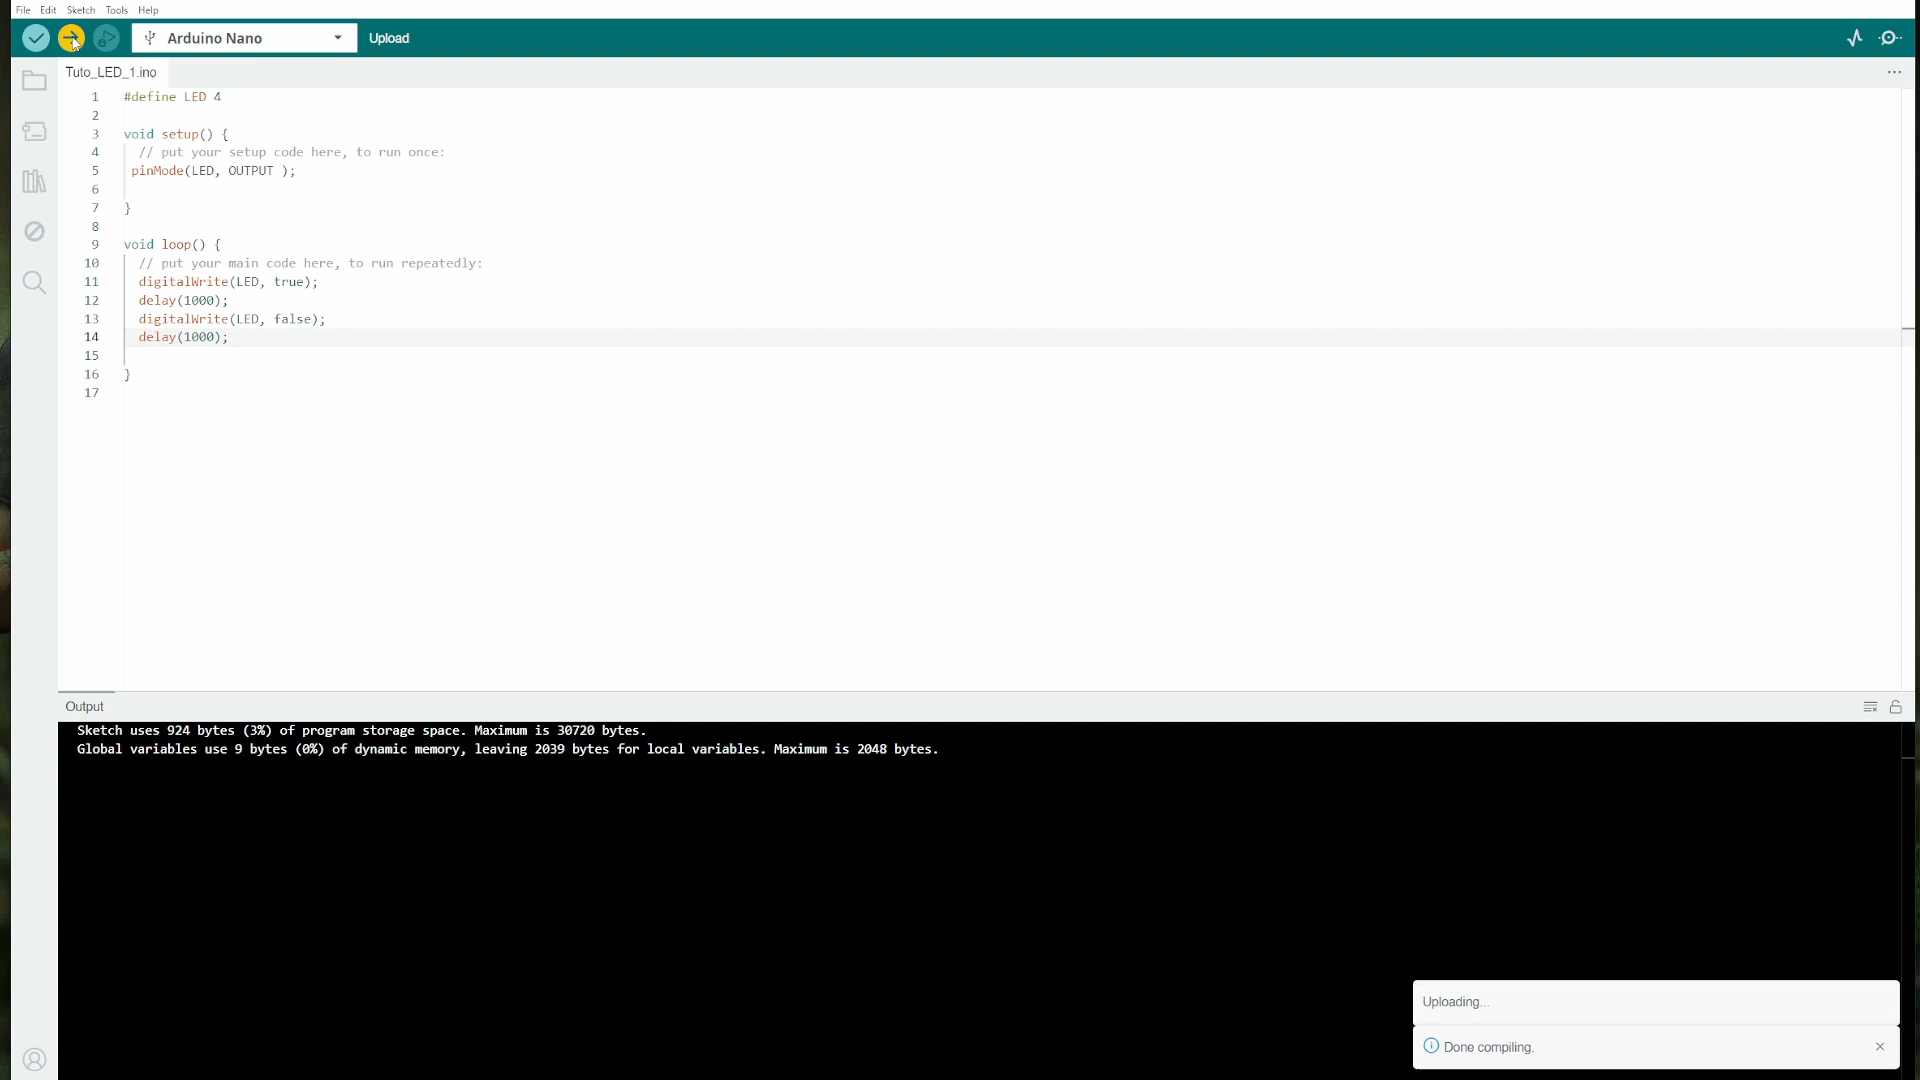 File Edit Sketch Tools Help
Arduino Nano
Upload
Tuto_LED_1.ino
1 #define LED 4
2
3 void setup() {
4 // put your setup code here, to run once:
5 pinMode(LED, OUTPUT );
6
7 }
8
9 void loop() {
10 // put your main code here, to run repeatedly:
11 digitalWrite(LED, true);
12 delay(1000);
13 digitalWrite(LED, false);
14 delay(1000);
15
16 }
17
Output
Sketch uses 924 bytes (3%) of program storage space. Maximum is 30720 bytes.
Global variables use 9 bytes (0%) of dynamic memory, leaving 2039 bytes for local variables. Maximum is 2048 bytes.
Uploading...
Done compiling.